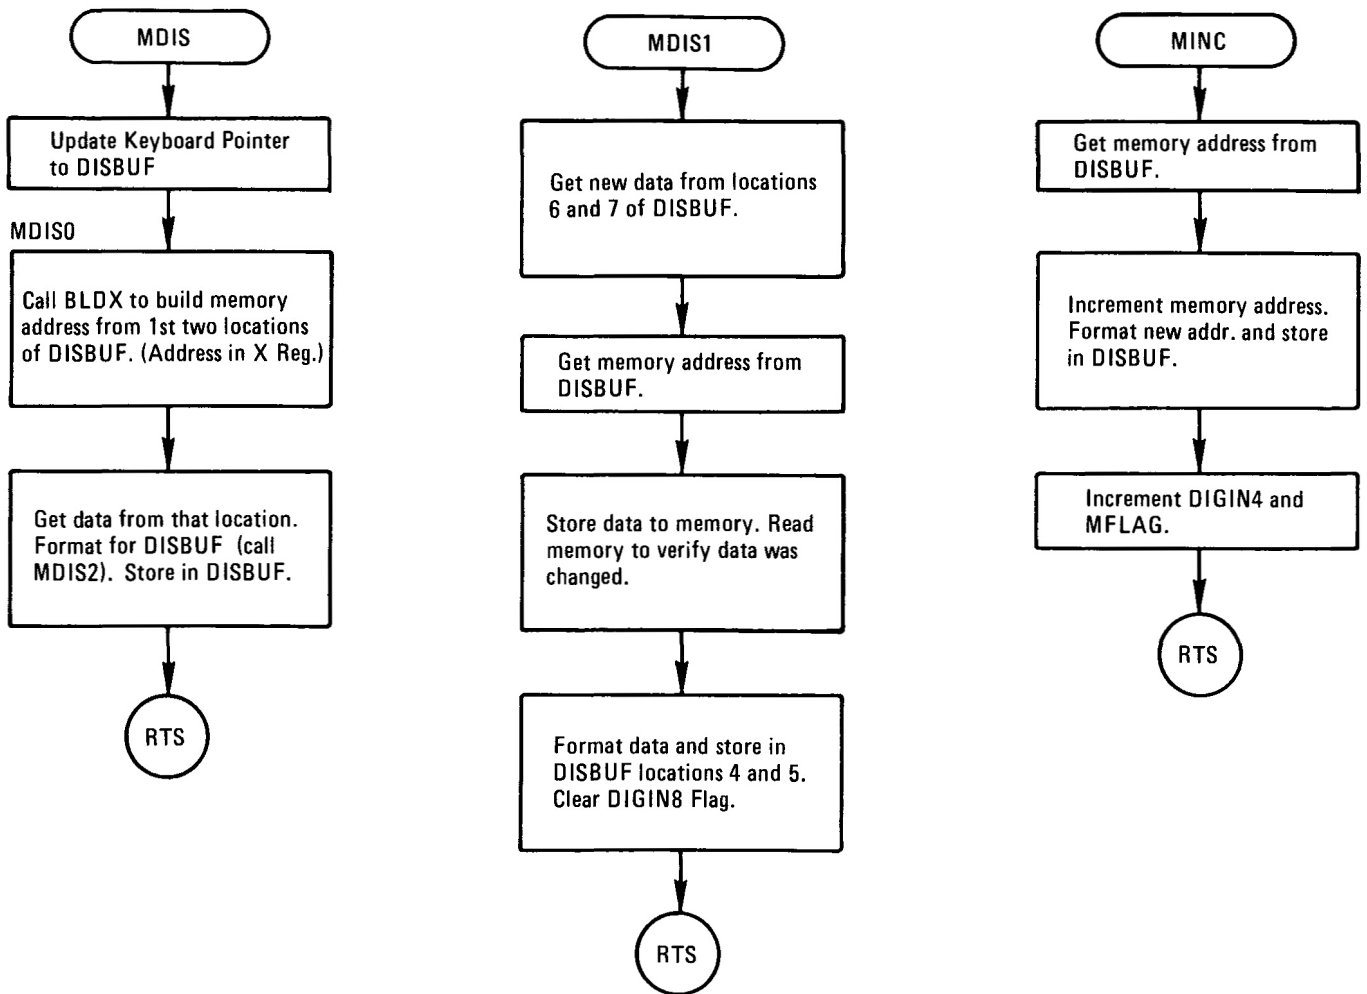 MDIS
Update Keyboard Pointer
to DISBUF
MDIS0
Call BLDX to build memory
address from 1st two locations
of DISBUF. (Address in X Reg.)
Get data from that location.
Format for DISBUF (call
MDIS2). Store in DISBUF.
RTS
MDIS1
Get new data from locations
6 and 7 of DISBUF.
Get memory address from
DISBUF.
Store data to memory. Read
memory to verify data was
changed.
Format data and store in
DISBUF locations 4 and 5.
Clear DIGIN8 Flag.
RTS
MINC
Get memory address from
DISBUF.
Increment memory address.
Format new addr. and store
in DISBUF.
Increment DIGIN4 and
MFLAG.
RTS